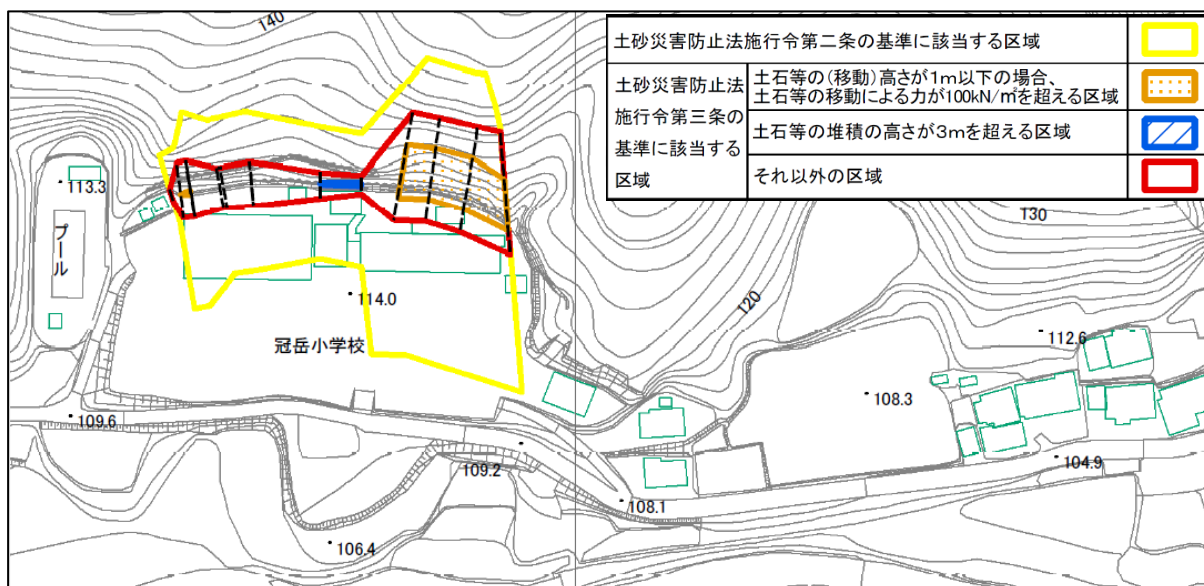 140
土砂災害防止法施行令第二条の基準に該当する区域
土砂災害防止法
施行令第三条の
基準に該当する
区域
土石等の(移動)高さが1m以下の場合、
土石等の移動による力が100kN/㎡を超える区域
土石等の堆積の高さが3mを超える区域
それ以外の区域
113.3
プール
130
114.0
120
冠岳小学校
112.6
108.3
109.6
109.2
104.9
108.1
106.4